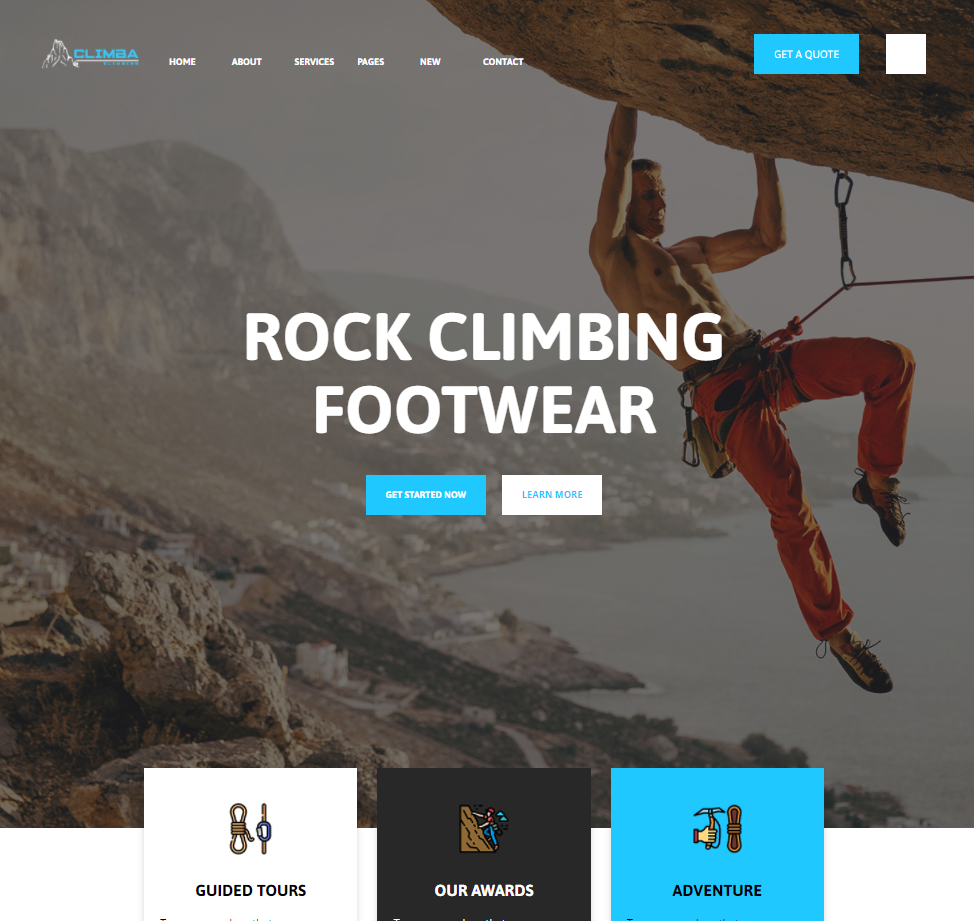 CLIMBA
CLIMBING
HOME ABOUT SERVICES PAGES NEW CONTACT
GET A QUOTE
ROCK CLIMBING
FOOTWEAR
GET STARTED NOW LEARN MORE
GUIDED TOURS OUR AWARDS ADVENTURE